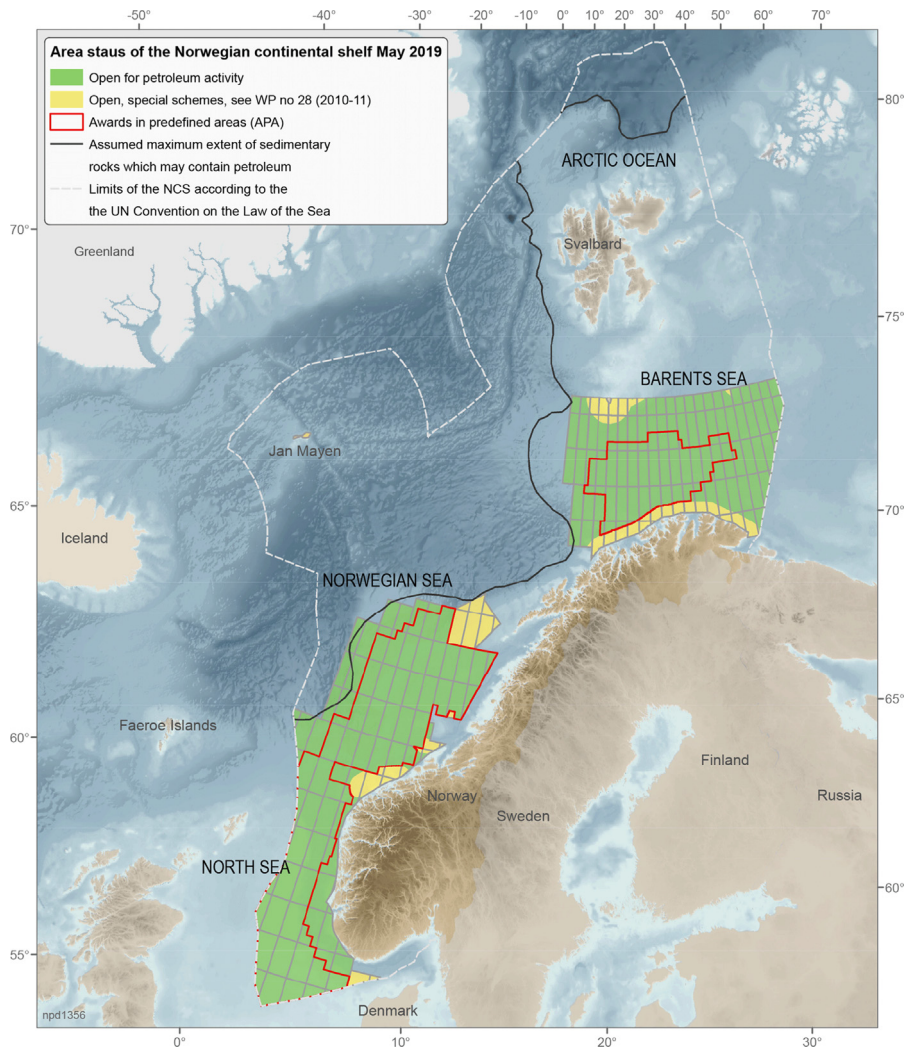 -50° -40° -30° -20° -10° 0° 10° 20° 30° 40° 50° 60° 70°
Area staus of the Norwegian continental shelf May 2019
Open for petroleum activity
Open, special schemes, see WP no 28 (2010-11)
Awards in predefined areas (APA)
Assumed maximum extent of sedimentary
rocks which may contain petroleum
Limits of the NCS according to the
the UN Convention on the Law of the Sea
80°
ARCTIC OCEAN
70°
Svalbard
Greenland
75°
BARENTS SEA
Jan Mayen
65°
70°
Iceland
NORWEGIAN SEA
65°
Faeroe Islands
60°
Finland
Norway
Russia
Sweden
NORTH SEA
60°
55°
Denmark
npd1356
0° 10° 20° 30°